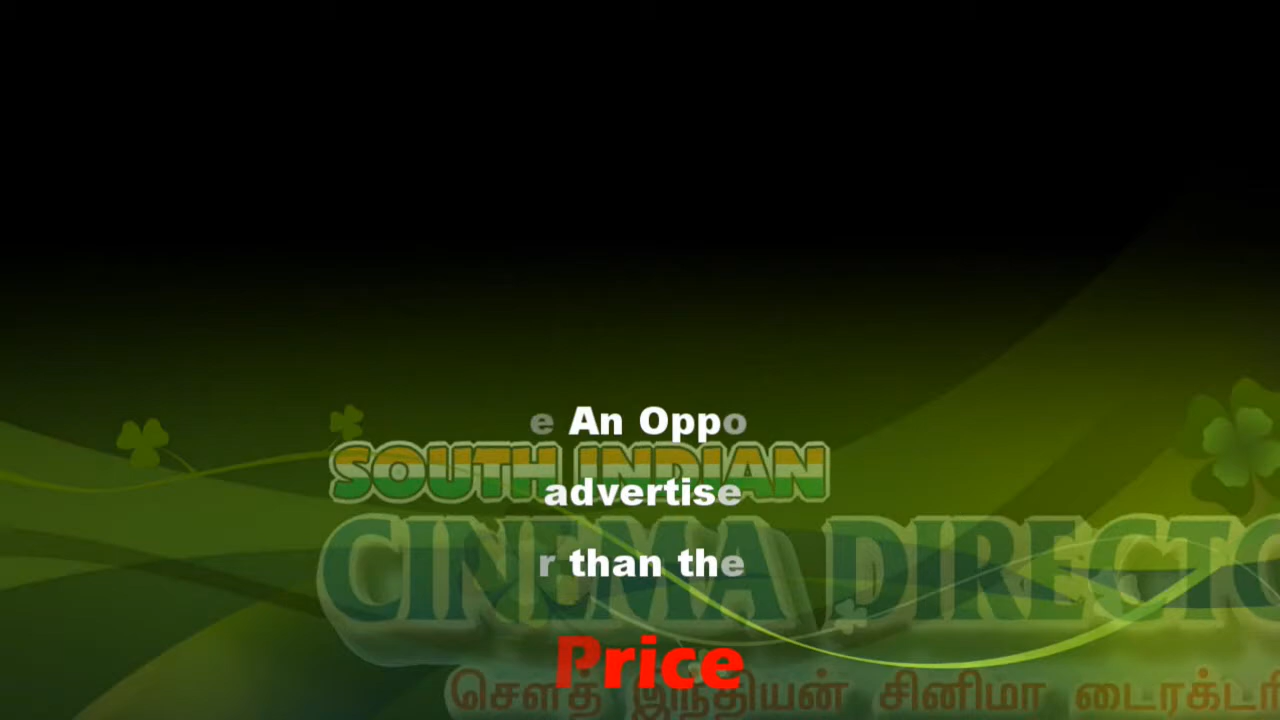 e An Oppo
SOUTH INDIAN
advertise
CINEMA DIRECTO
r than the
Price
சௌத் இந்தியன் சினிமா டைரக்டரி